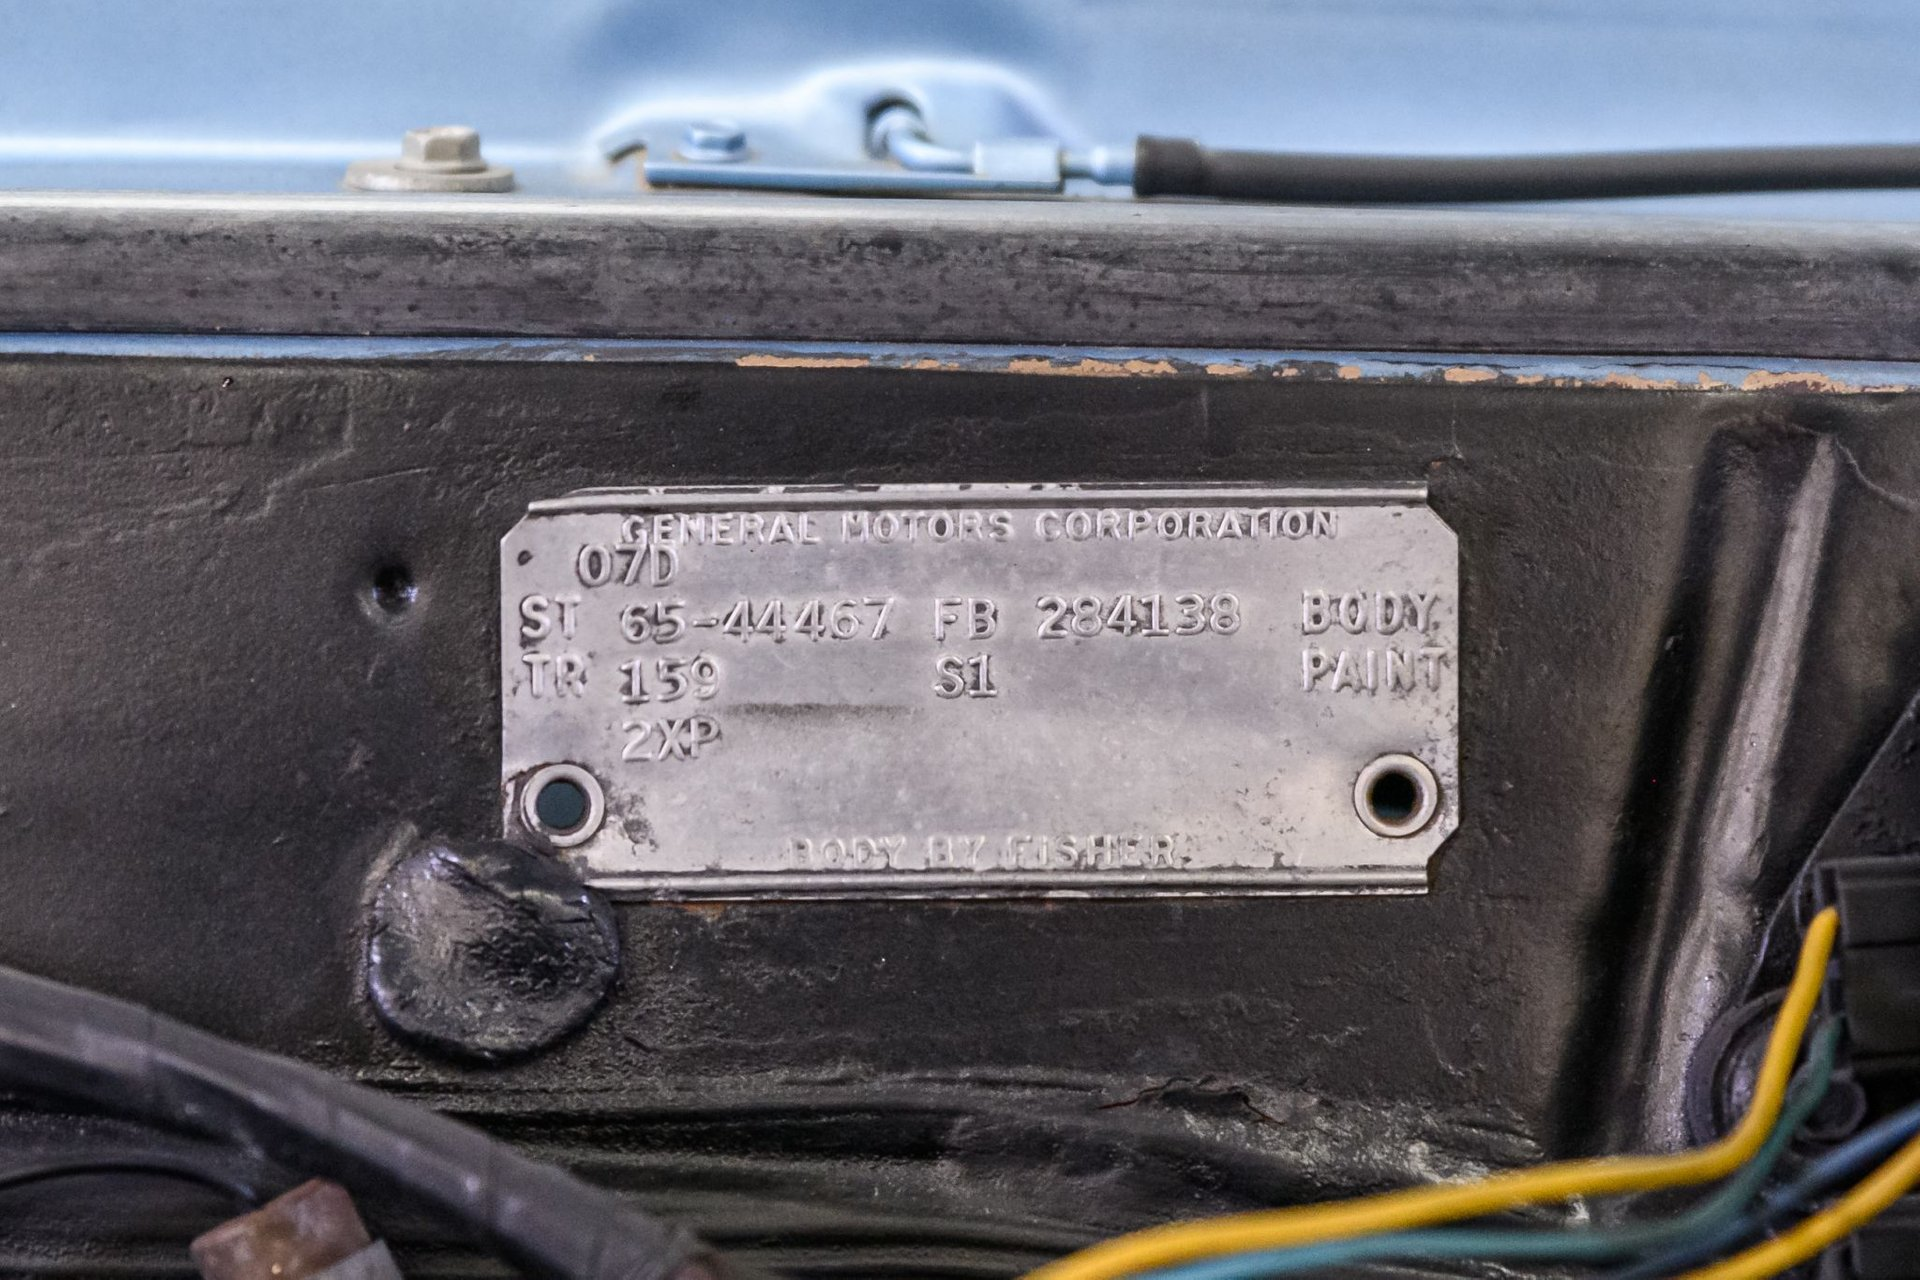 GENERAL MOTORS CORPORATION
07D
ST 65-44467 FB 284138 BODY
TR 159 S1 PAINT
2XP
BODY BY FISHER